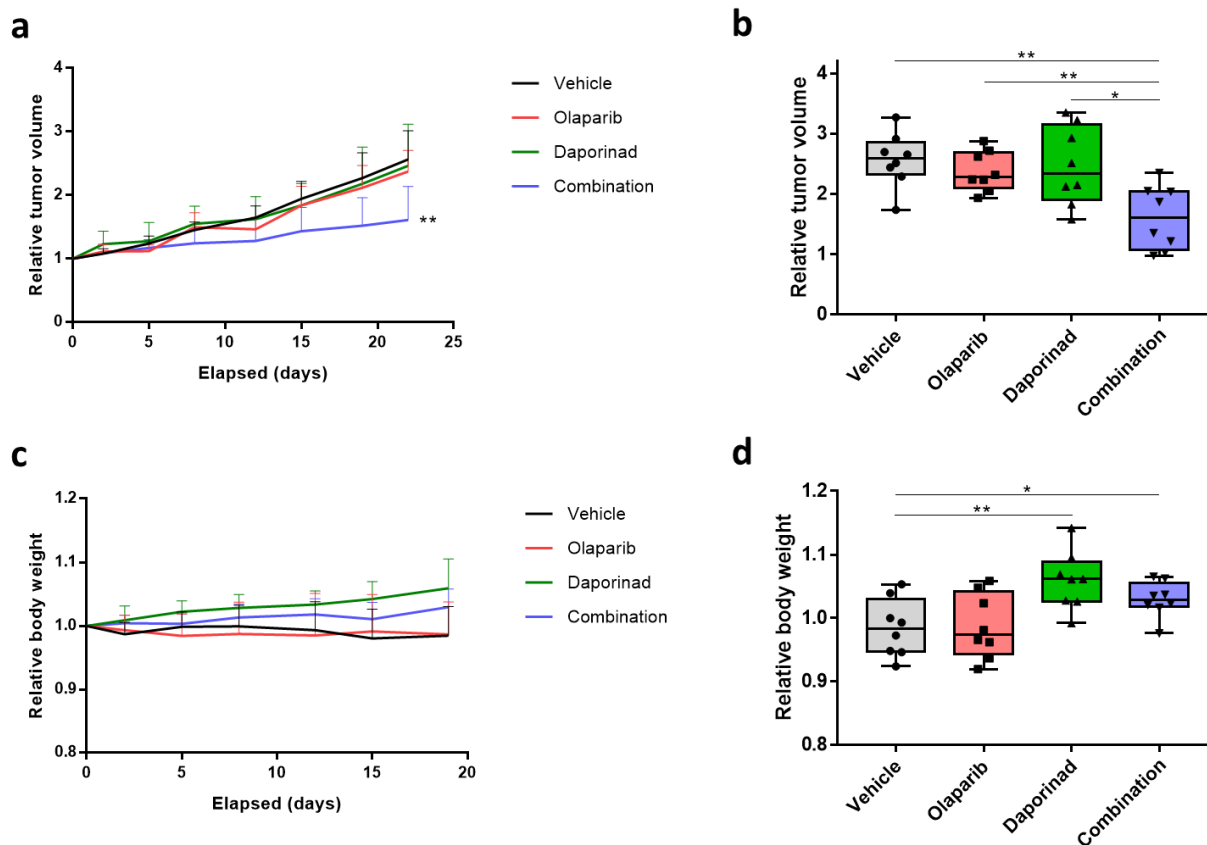 a
Relative tumor volume
4
3
2
1
0
0 5 10 15 20 25
Elapsed (days)
Vehicle
Olaparib
Daporinad
Combination
**
b
Relative tumor volume
4
3
2
1
0
**
**
*
Vehicle
Olaparib
Daporinad
Combination
c
Relative body weight
1.2
1.1
1.0
0.9
0.8
0 5 10 15 20
Elapsed (days)
Vehicle
Olaparib
Daporinad
Combination
d
Relative body weight
1.2
1.1
1.0
0.9
0.8
*
**
Vehicle
Olaparib
Daporinad
Combination